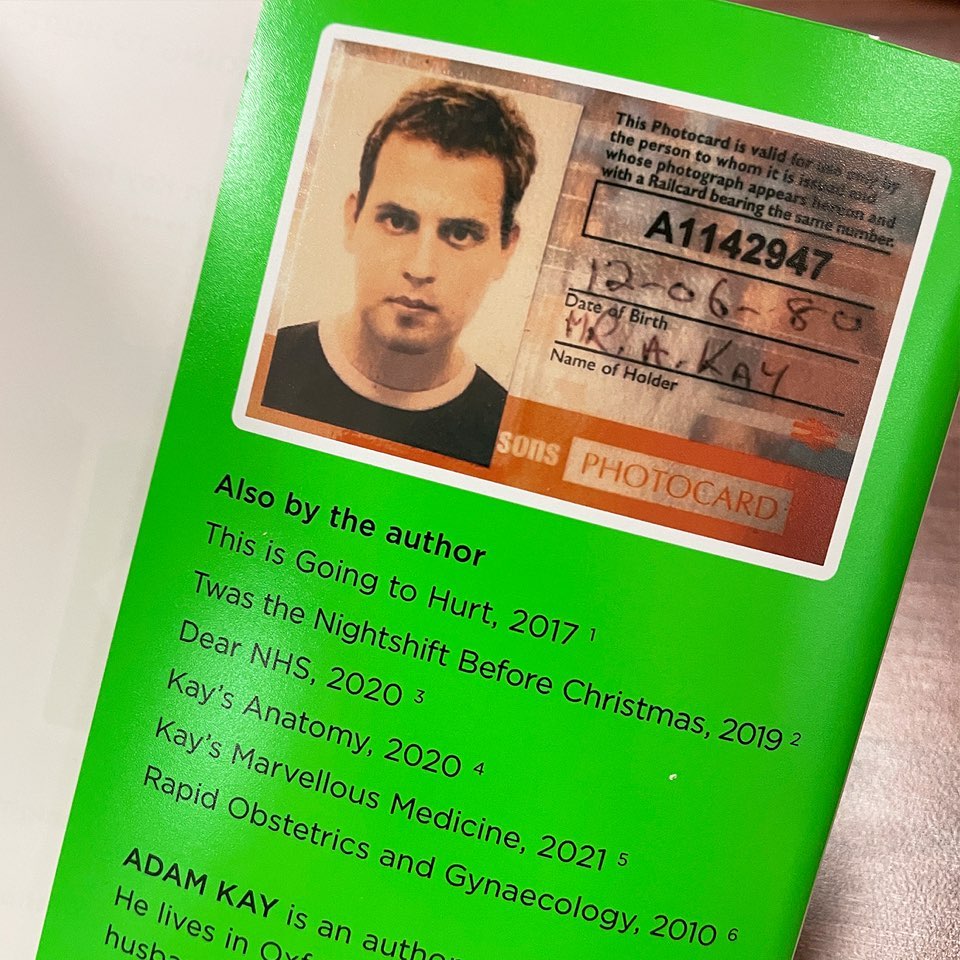 This Photocard is valid for use only by
the person to whom it is issued and
whose photograph appears hereon and
with a Railcard bearing the same number.
A1142947
12-06-80
Date of Birth
MR. A. KAY
Name of Holder
sons PHOTOCARD
Also by the author
This is Going to Hurt, 2017 1
Twas the Nightshift Before Christmas, 2019 2
Dear NHS, 2020 3
Kay's Anatomy, 2020 4
Kay's Marvellous Medicine, 2021 5
Rapid Obstetrics and Gynaecology, 2010 6
ADAM KAY is an author
He lives in Oxf
husba